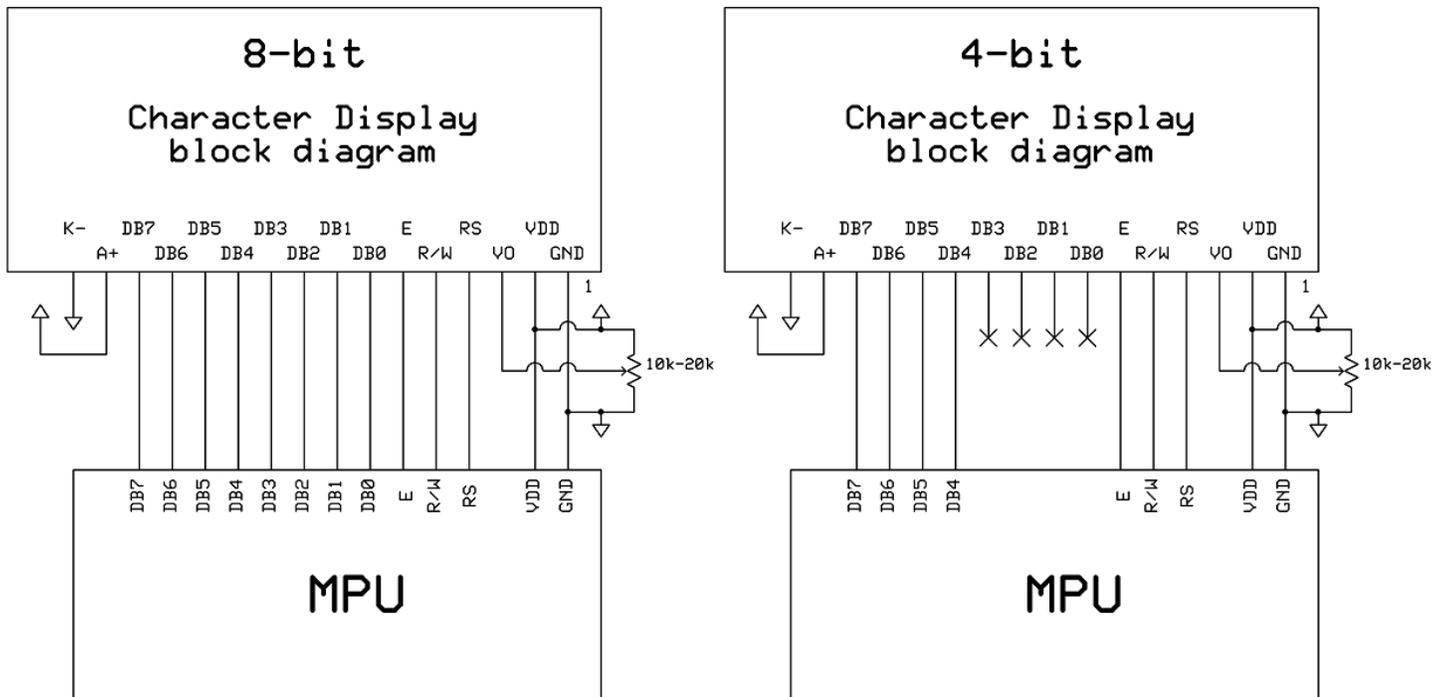 8-bit
Character Display
block diagram
K- DB7 DB5 DB3 DB1 E RS VDD
A+ DB6 DB4 DB2 DB0 R/W VO GND
1
10k-20k
DB7 DB6 DB5 DB4 DB3 DB2 DB1 DB0 E R/W RS VDD GND
MPU
4-bit
Character Display
block diagram
K- DB7 DB5 DB3 DB1 E RS VDD
A+ DB6 DB4 DB2 DB0 R/W VO GND
1
10k-20k
DB7 DB6 DB5 DB4 E R/W RS VDD GND
MPU